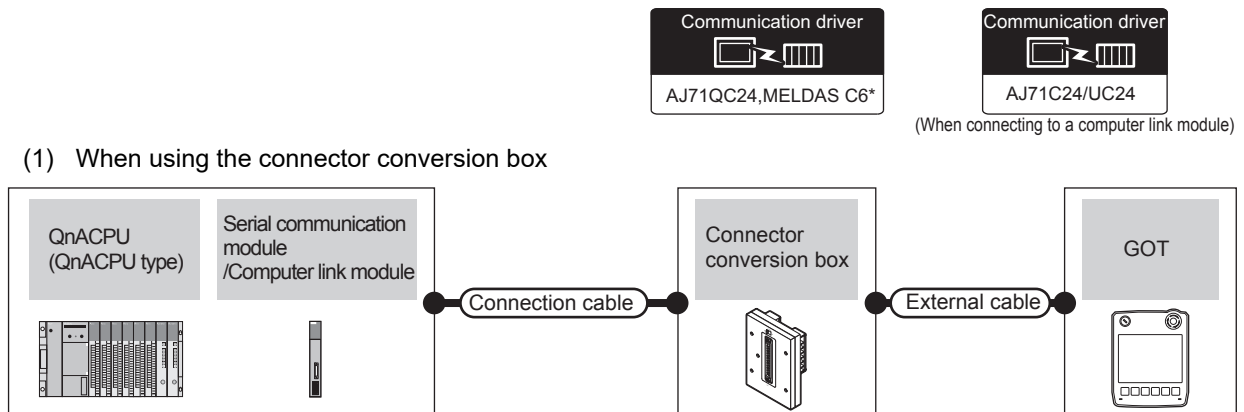 Communication driver
AJ71QC24,MELDAS C6*
Communication driver
AJ71C24/UC24
(When connecting to a computer link module)
(1) When using the connector conversion box
QnACPU
(QnACPU type)
Serial communication
module
/Computer link module
Connection cable
Connector
conversion box
External cable
GOT